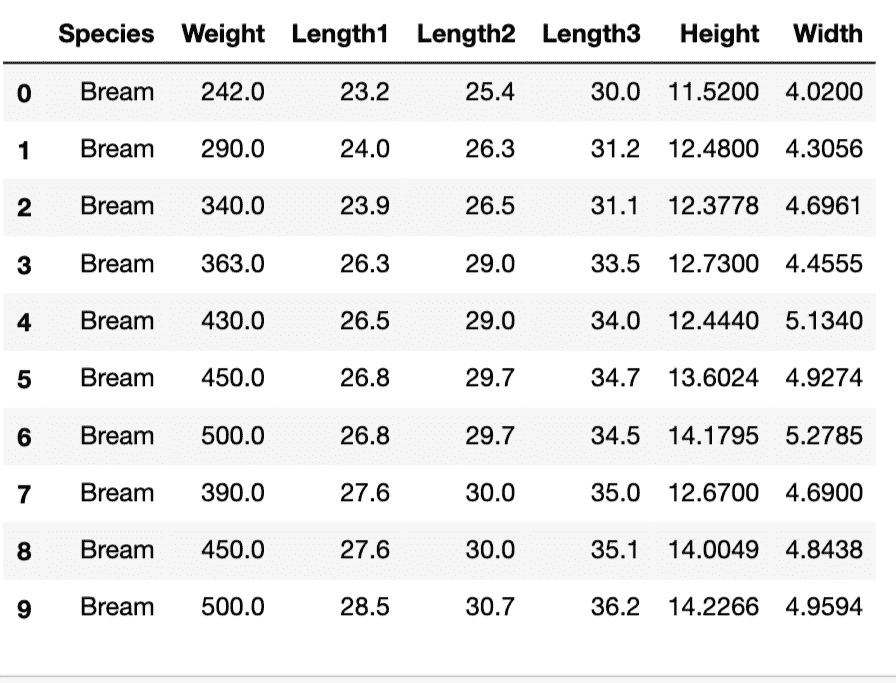 Species Weight Length1 Length2 Length3 Height Width
0 Bream 242.0 23.2 25.4 30.0 11.5200 4.0200
1 Bream 290.0 24.0 26.3 31.2 12.4800 4.3056
2 Bream 340.0 23.9 26.5 31.1 12.3778 4.6961
3 Bream 363.0 26.3 29.0 33.5 12.7300 4.4555
4 Bream 430.0 26.5 29.0 34.0 12.4440 5.1340
5 Bream 450.0 26.8 29.7 34.7 13.6024 4.9274
6 Bream 500.0 26.8 29.7 34.5 14.1795 5.2785
7 Bream 390.0 27.6 30.0 35.0 12.6700 4.6900
8 Bream 450.0 27.6 30.0 35.1 14.0049 4.8438
9 Bream 500.0 28.5 30.7 36.2 14.2266 4.9594